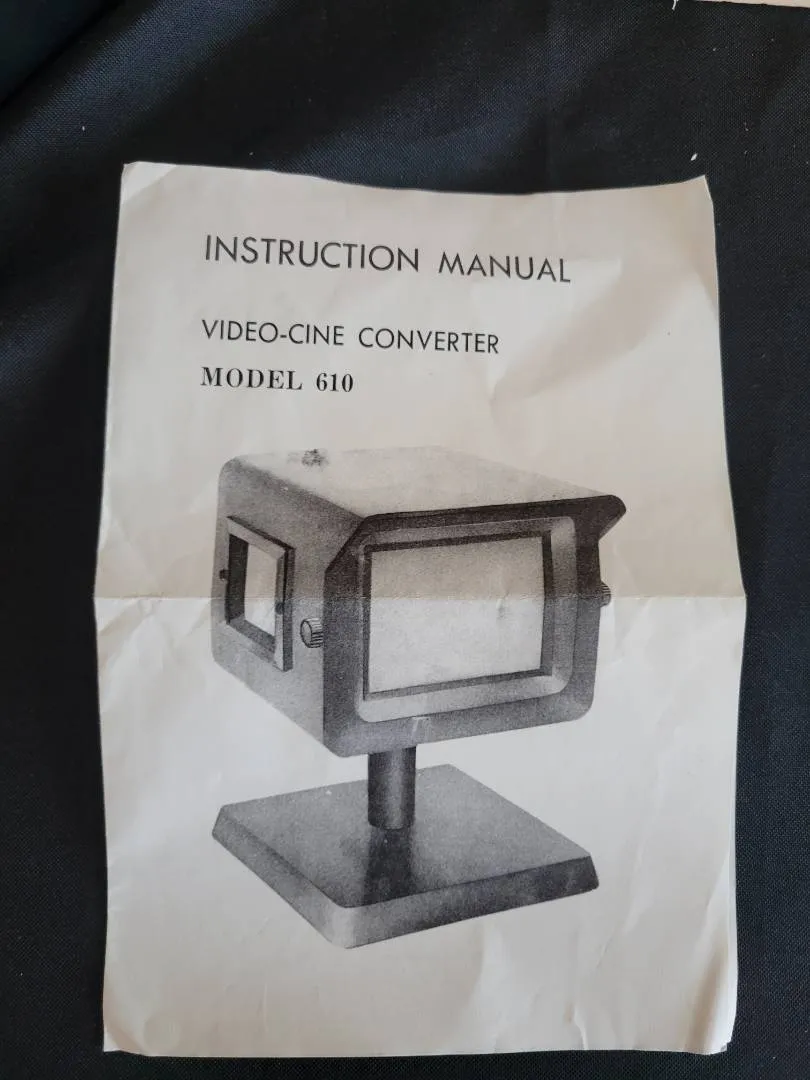 INSTRUCTION MANUAL
VIDEO-CINE CONVERTER
MODEL 610